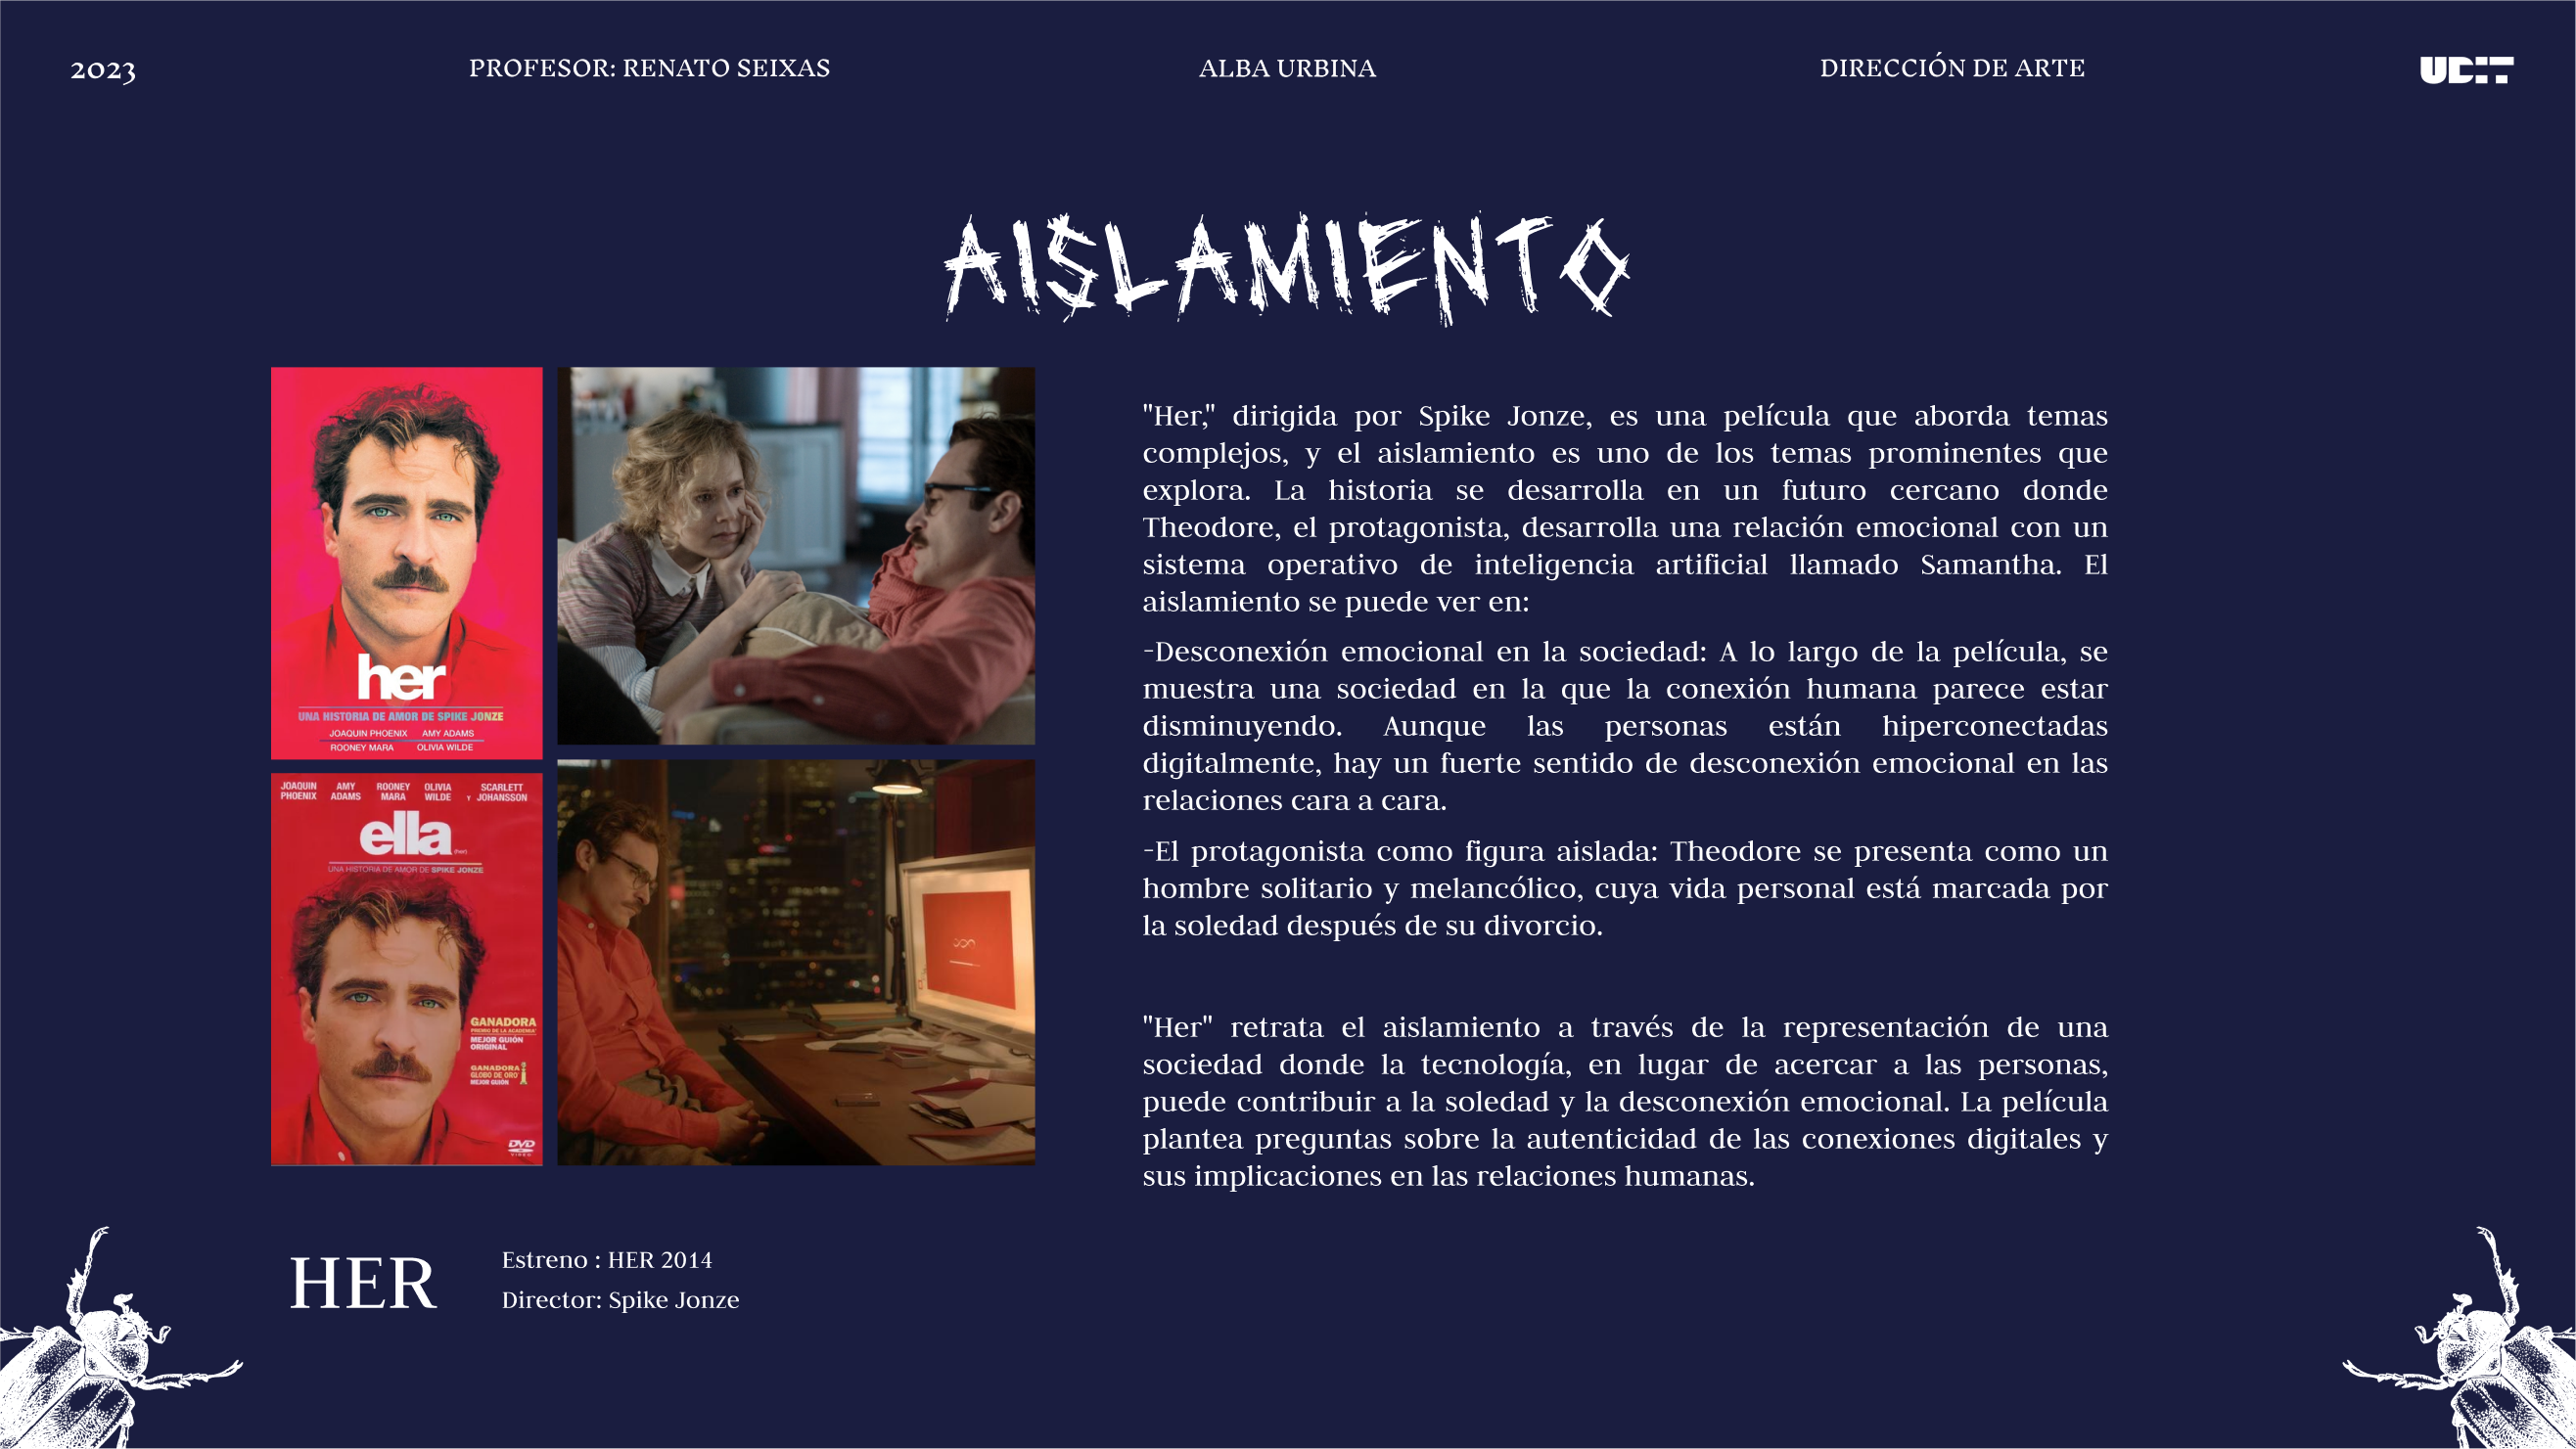 2023
PROFESOR: RENATO SEIXAS
ALBA URBINA
DIRECCIÓN DE ARTE
UDIT
AISLAMIENTO
her
UNA HISTORIA DE AMOR DE SPIKE JONZE
JOAQUIN PHOENIX AMY ADAMS
ROONEY MARA OLIVIA WILDE
JOAQUIN AMY ROONEY OLIVIA SCARLETT
PHOENIX ADAMS MARA WILDE Y JOHANSSON
ella (her)
UNA HISTORIA DE AMOR DE SPIKE JONZE
GANADORA
PREMIO DE LA ACADEMIA
MEJOR GUIÓN
ORIGINAL
GANADORA
GLOBO DE ORO
MEJOR GUIÓN
DVD
VIDEO
"Her," dirigida por Spike Jonze, es una película que aborda temas
complejos, y el aislamiento es uno de los temas prominentes que
explora. La historia se desarrolla en un futuro cercano donde
Theodore, el protagonista, desarrolla una relación emocional con un
sistema operativo de inteligencia artificial llamado Samantha. El
aislamiento se puede ver en:
-Desconexión emocional en la sociedad: A lo largo de la película, se
muestra una sociedad en la que la conexión humana parece estar
disminuyendo. Aunque las personas están hiperconectadas
digitalmente, hay un fuerte sentido de desconexión emocional en las
relaciones cara a cara.
-El protagonista como figura aislada: Theodore se presenta como un
hombre solitario y melancólico, cuya vida personal está marcada por
la soledad después de su divorcio.
"Her" retrata el aislamiento a través de la representación de una
sociedad donde la tecnología, en lugar de acercar a las personas,
puede contribuir a la soledad y la desconexión emocional. La película
plantea preguntas sobre la autenticidad de las conexiones digitales y
sus implicaciones en las relaciones humanas.
HER
Estreno : HER 2014
Director: Spike Jonze